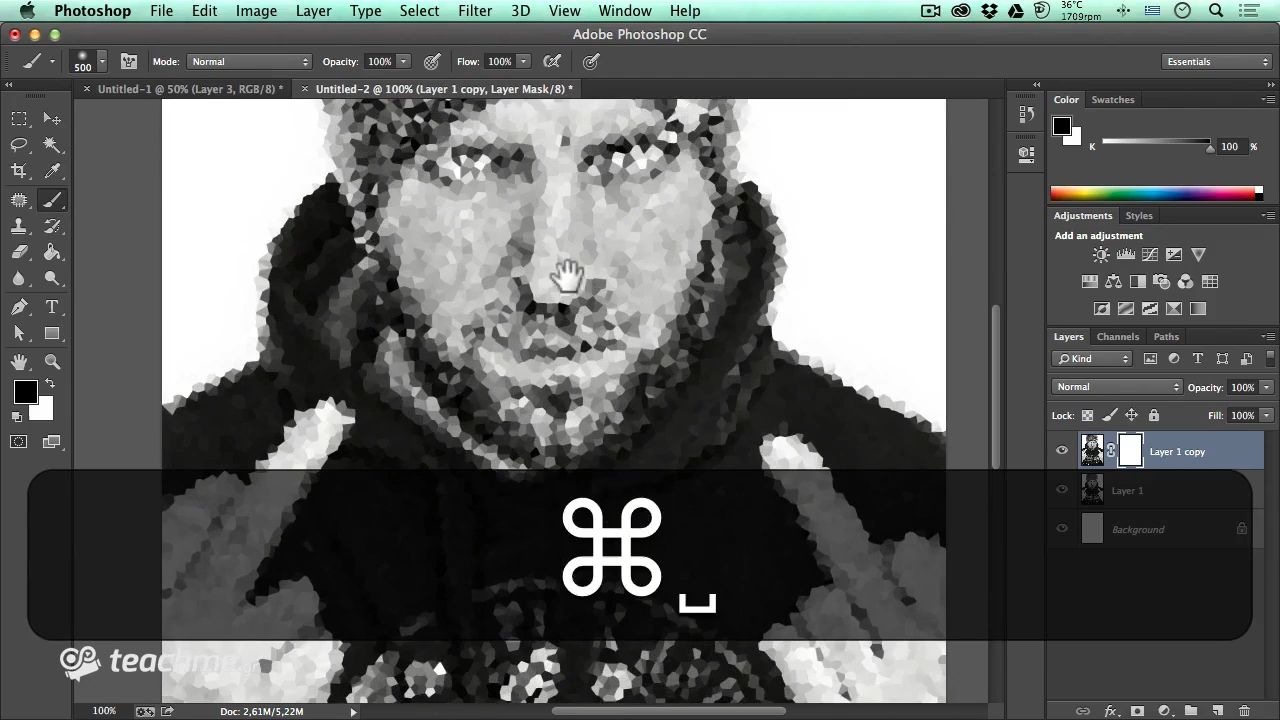 Photoshop File Edit Image Layer Type Select Filter 3D View Window Help 36°C 1709rpm
Adobe Photoshop CC
500 Mode: Normal Opacity: 100% Flow: 100% Essentials
Untitled-1 @ 50% (Layer 3, RGB/8) * Untitled-2 @ 100% (Layer 1 copy, Layer Mask/8) *
Color Swatches
K 100 %
Adjustments Styles
Add an adjustment
Layers Channels Paths
Kind
Normal Opacity: 100%
Lock: Fill: 100%
Layer 1 copy
Layer 1
Background
⌘ ␣
100% Doc: 2,61M/5,22M